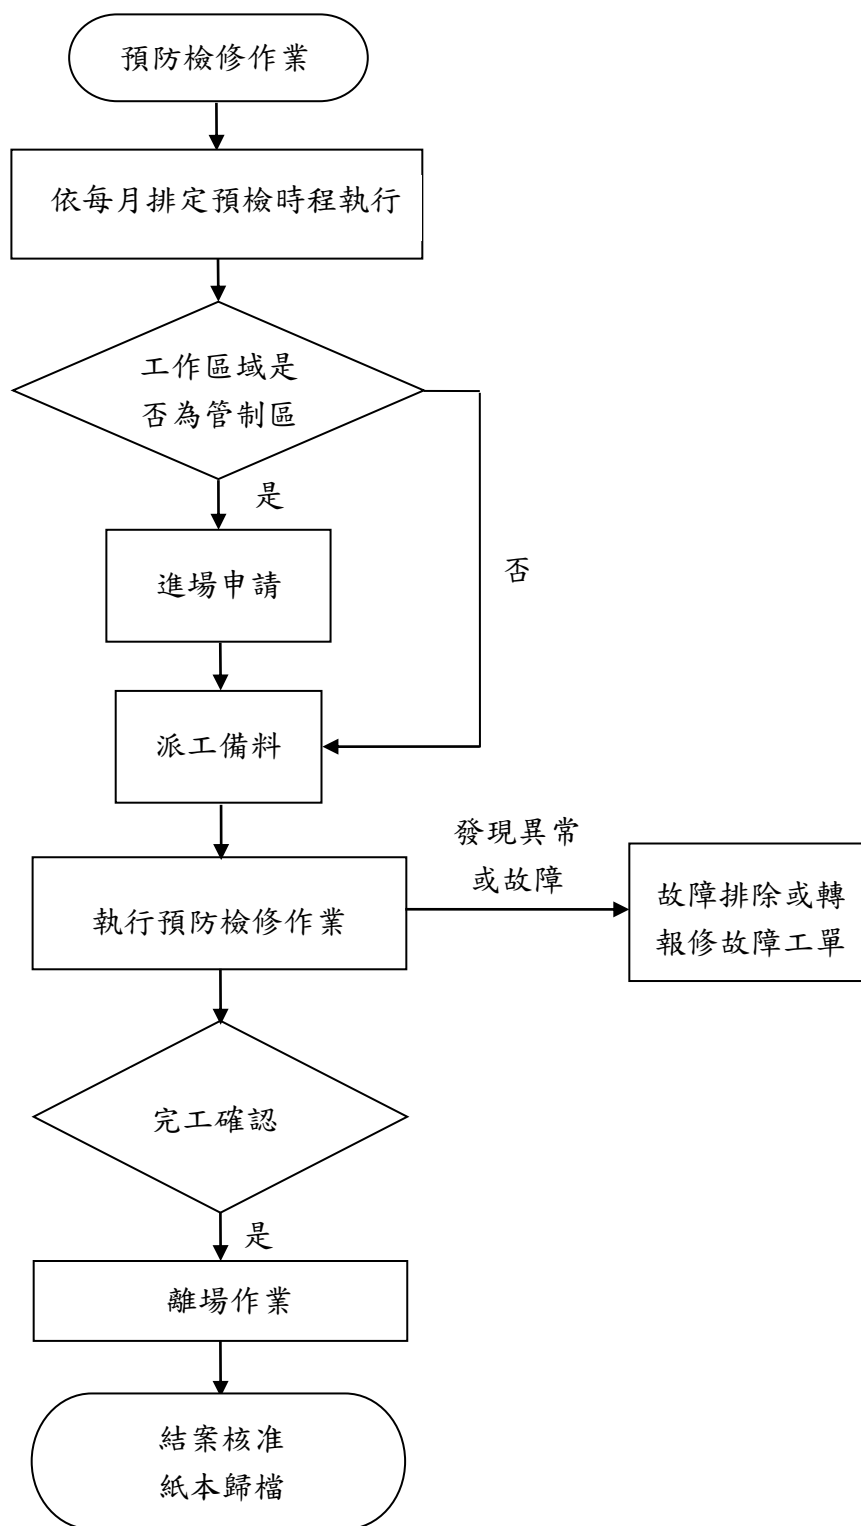 預防檢修作業
依每月排定預檢時程執行
工作區域是
否為管制區
是
進場申請
否
派工備料
發現異常
或故障
執行預防檢修作業
故障排除或轉
報修故障工單
完工確認
是
離場作業
結案核准
紙本歸檔